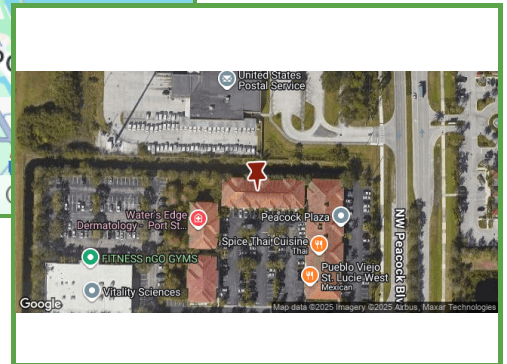 United States
Postal Service
Water's Edge
Dermatology - Port St...
Peacock Plaza
Spice Thai Cuisine
Thai
FITNESS nGO GYMS
Pueblo Viejo
St. Lucie West
Mexican
Vitality Sciences
NW Peacock Blv
Google
Map data ©2025 Imagery ©2025 Airbus, Maxar Technologies